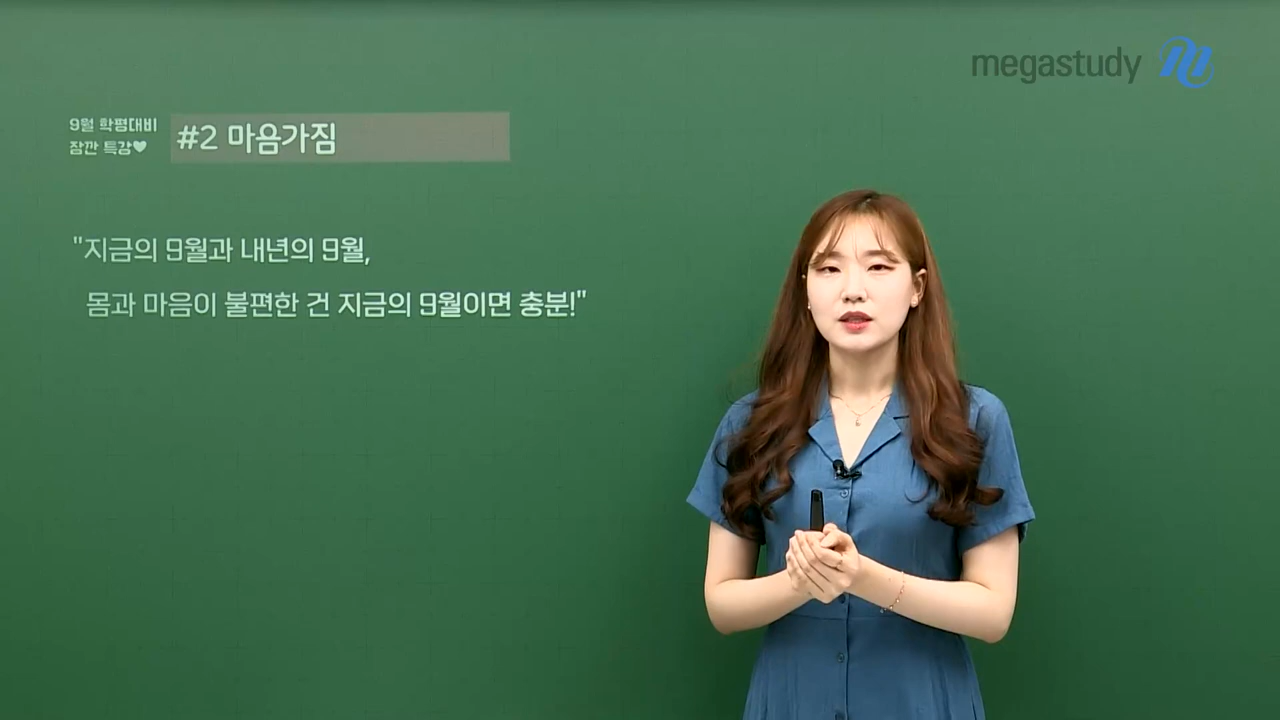 megastudy
9월 학평대비
잠깐 특강♥
#2 마음가짐
"지금의 9월과 내년의 9월,
몸과 마음이 불편한 건 지금의 9월이면 충분!"